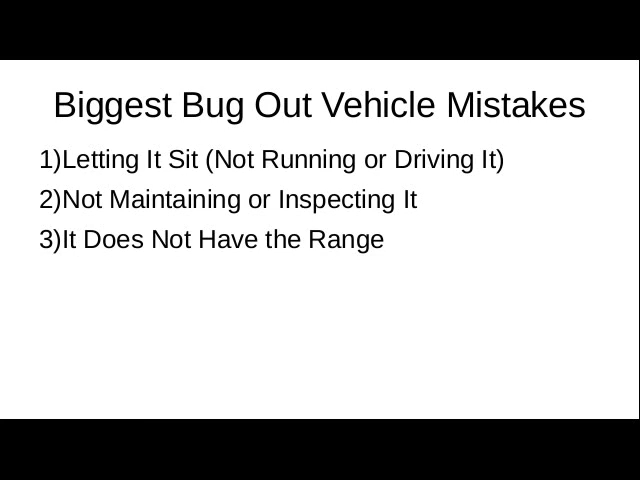 Biggest Bug Out Vehicle Mistakes
1)Letting It Sit (Not Running or Driving It)
2)Not Maintaining or Inspecting It
3)It Does Not Have the Range